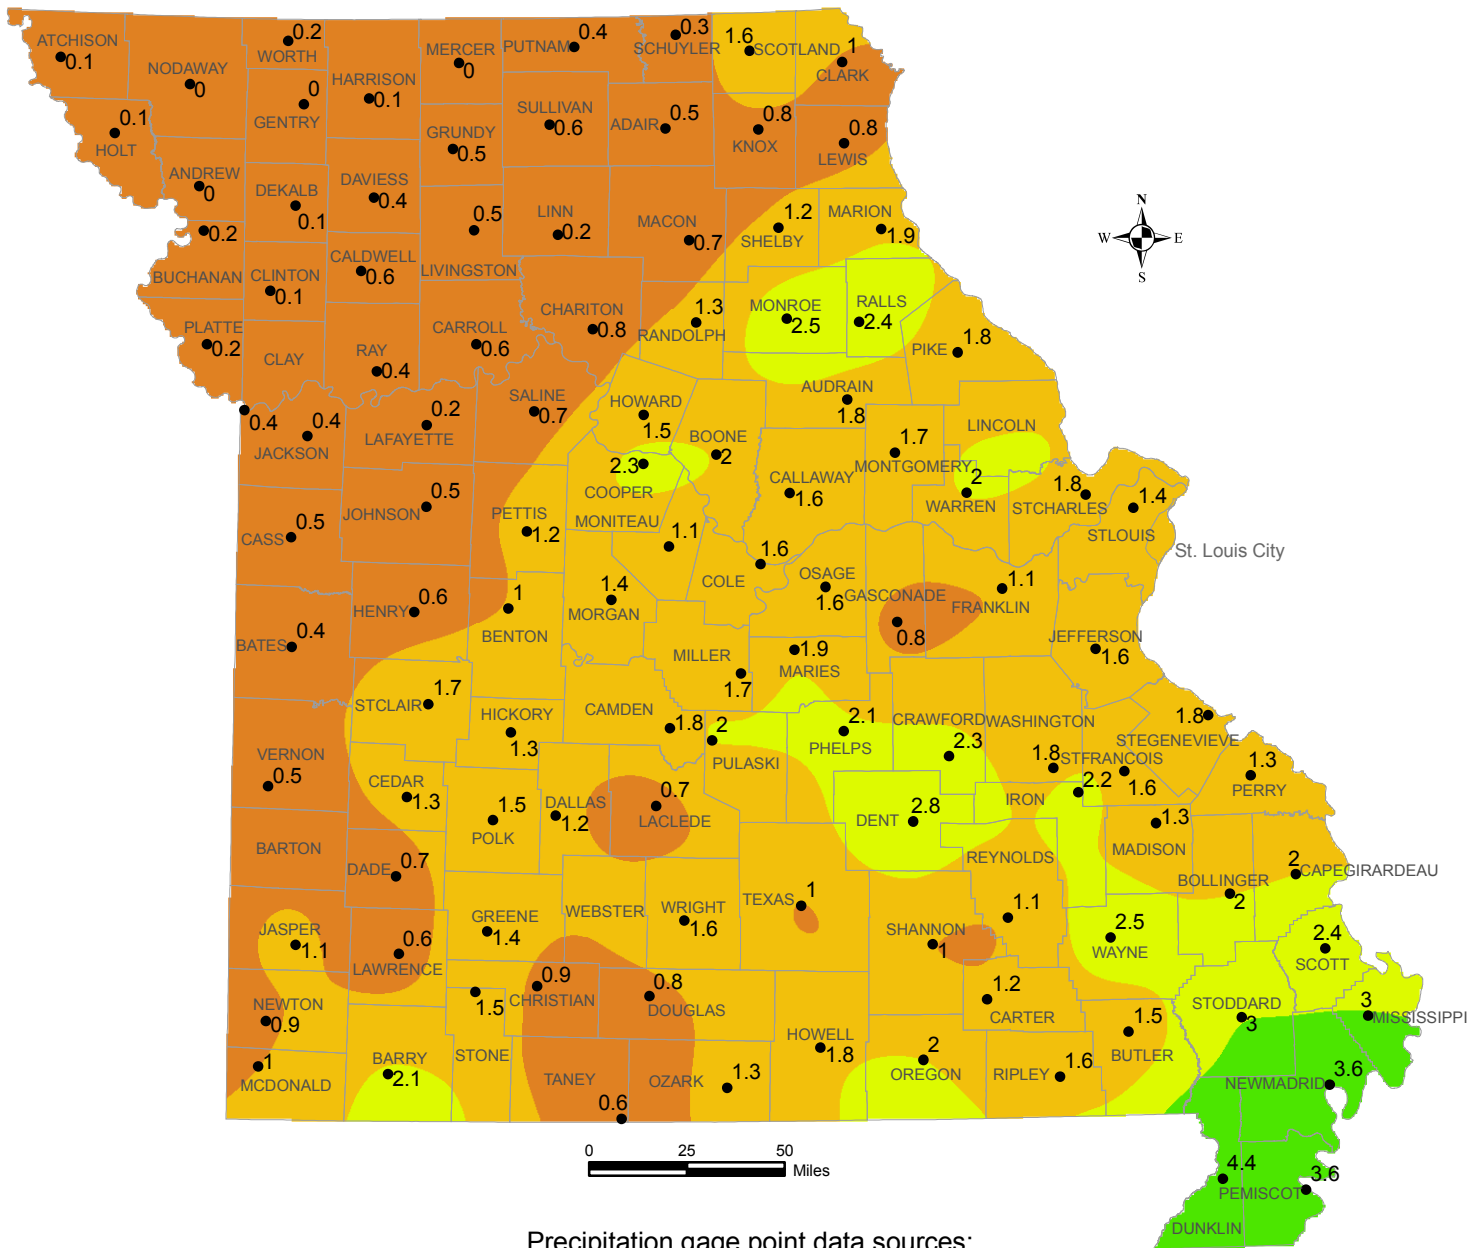 ATCHISON
0.1
NODAWAY
0
0.2
WORTH
0
GENTRY
HARRISON
0.1
MERCER
0
PUTNAM
0.4
0.3
SCHUYLER
1.6
SCOTLAND
1
CLARK
0.1
HOLT
SULLIVAN
0.6
ADAIR
0.5
0.8
KNOX
0.8
LEWIS
GRUNDY
0.5
ANDREW
0
DEKALB
0.1
DAVIESS
0.4
N
W
E
S
0.2
BUCHANAN
CLINTON
0.1
CALDWELL
0.6
0.5
LIVINGSTON
LINN
0.2
MACON
0.7
1.2
SHELBY
MARION
1.9
PLATTE
0.2
CLAY
RAY
0.4
CARROLL
0.6
CHARITON
0.8
1.3
RANDOLPH
MONROE
2.5
RALLS
2.4
PIKE
1.8
0.4
0.4
JACKSON
0.2
LAFAYETTE
SALINE
0.7
HOWARD
1.5
BOONE
2
AUDRAIN
1.8
LINCOLN
2.3
COOPER
CALLAWAY
1.6
1.7
MONTGOMERY
2
WARREN
1.8
STCHARLES
1.4
STLOUIS
St. Louis City
CASS
0.5
JOHNSON
0.5
PETTIS
1.2
MONITEAU
1.1
COLE
1.6
OSAGE
1.6
GASCONADE
0.8
1.1
FRANKLIN
JEFFERSON
1.6
BATES
0.4
HENRY
0.6
1
BENTON
1.4
MORGAN
MILLER
1.7
1.9
MARIES
STCLAIR
1.7
HICKORY
1.3
CAMDEN
1.8
2
PULASKI
2.1
PHELPS
CRAWFORD
2.3
WASHINGTON
1.8
STFRANCOIS
1.6
1.8
STEGENEVIEVE
1.3
PERRY
VERNON
0.5
CEDAR
1.3
1.5
POLK
DALLAS
1.2
0.7
LACLEDE
DENT
2.8
IRON
2.2
1.3
MADISON
BARTON
DADE
0.7
REYNOLDS
1.1
BOLLINGER
2
2
CAPEGIRARDEAU
JASPER
1.1
0.6
LAWRENCE
GREENE
1.4
WEBSTER
WRIGHT
1.6
TEXAS
1
SHANNON
1
2.5
WAYNE
2.4
SCOTT
NEWTON
0.9
1.5
0.9
CHRISTIAN
0.8
DOUGLAS
1.2
CARTER
STODDARD
3
3
MISSISSIPPI
1
MCDONALD
BARRY
2.1
STONE
TANEY
0.6
OZARK
1.3
HOWELL
1.8
2
OREGON
RIPLEY
1.6
1.5
BUTLER
NEWMADRID
3.6
0
25
50
Miles
4.4
PEMISCOT
3.6
DUNKLIN
Precipitation gage point data sources: